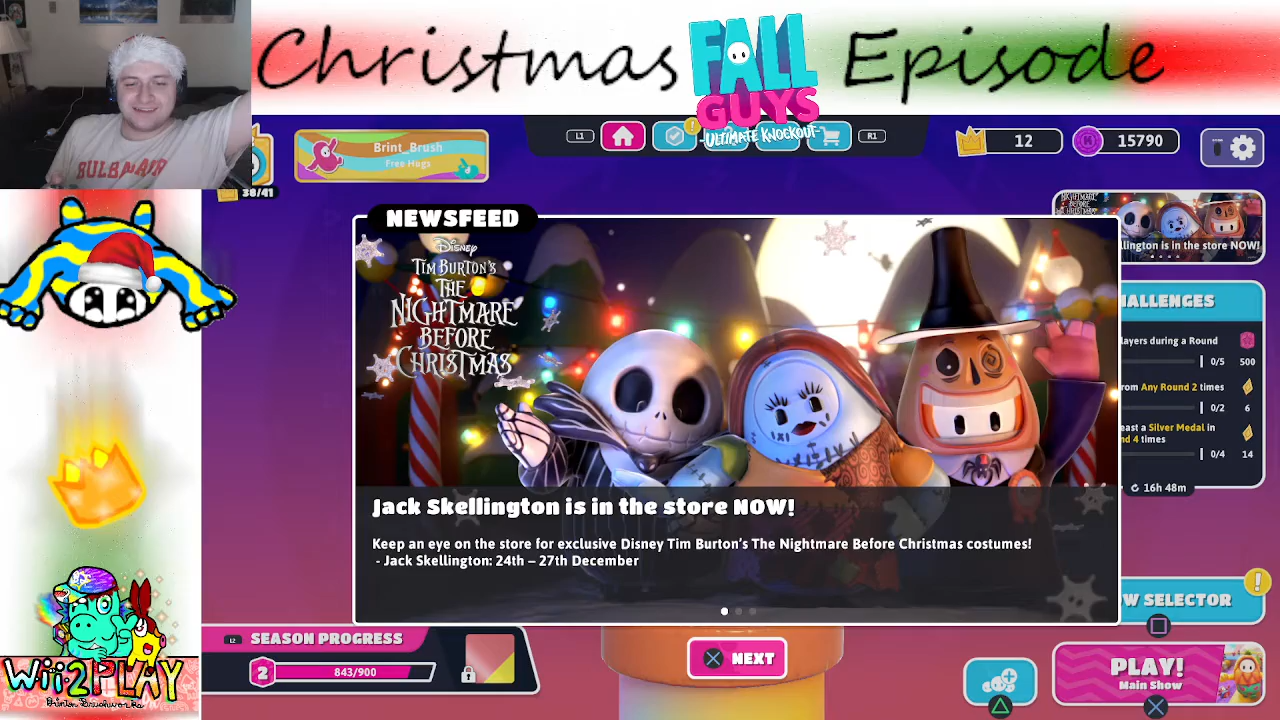 Christmas
FALL
GUYS
-ULTIMATE KNOCKOUT-
Episode
L1
R1
Brint_Brush
Free Hugs
12
K
15790
38/41
NEWSFEED
Disney
TIM BURTON'S
THE
NIGHTMARE
BEFORE
CHRISTMAS
NIGHTMARE
BEFORE
CHRISTMAS
llington is in the store NOW!
HALLENGES
layers during a Round
0/5
500
rom Any Round 2 times
0/2
6
east a Silver Medal in
nd 4 times
0/4
14
16h 48m
Jack Skellington is in the store NOW!
Keep an eye on the store for exclusive Disney Tim Burton's The Nightmare Before Christmas costumes!
- Jack Skellington: 24th – 27th December
W SELECTOR
!
L2
SEASON PROGRESS
2
843/900
NEXT
PLAY!
Main Show
Wii2PLAY